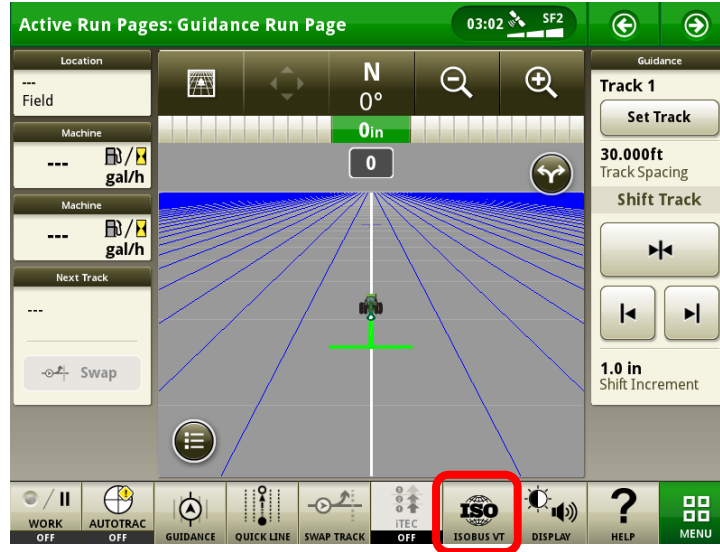 Active Run Pages: Guidance Run Page
03:02
SF2
Location
---
Field
Machine
---
/
gal/h
Machine
---
/
gal/h
Next Track
---
Swap
N
0°
0in
0
Guidance
Track 1
Set Track
30.000ft
Track Spacing
Shift Track
1.0 in
Shift Increment
WORK
OFF
AUTOTRAC
OFF
GUIDANCE
QUICK LINE
SWAP TRACK
iTEC
OFF
ISO
ISOBUS VT
DISPLAY
?
HELP
MENU